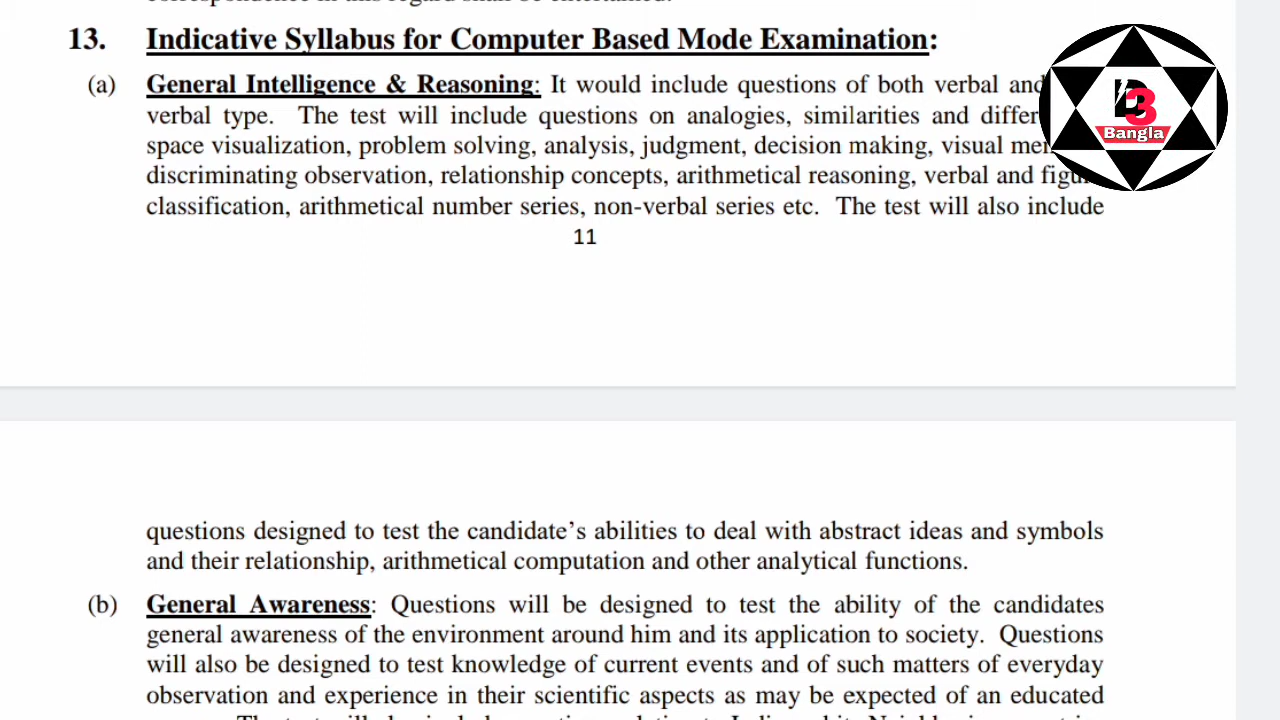 13. Indicative Syllabus for Computer Based Mode Examination:
(a) General Intelligence & Reasoning: It would include questions of both verbal and
verbal type. The test will include questions on analogies, similarities and
space visualization, problem solving, analysis, judgment, decision making, visual
discriminating observation, relationship concepts, arithmetical reasoning, verbal and
classification, arithmetical number series, non-verbal series etc. The test will also include
11
D3
Bangla
questions designed to test the candidate's abilities to deal with abstract ideas and symbols
and their relationship, arithmetical computation and other analytical functions.
(b) General Awareness: Questions will be designed to test the ability of the candidates
general awareness of the environment around him and its application to society. Questions
will also be designed to test knowledge of current events and of such matters of everyday
observation and experience in their scientific aspects as may be expected of an educated